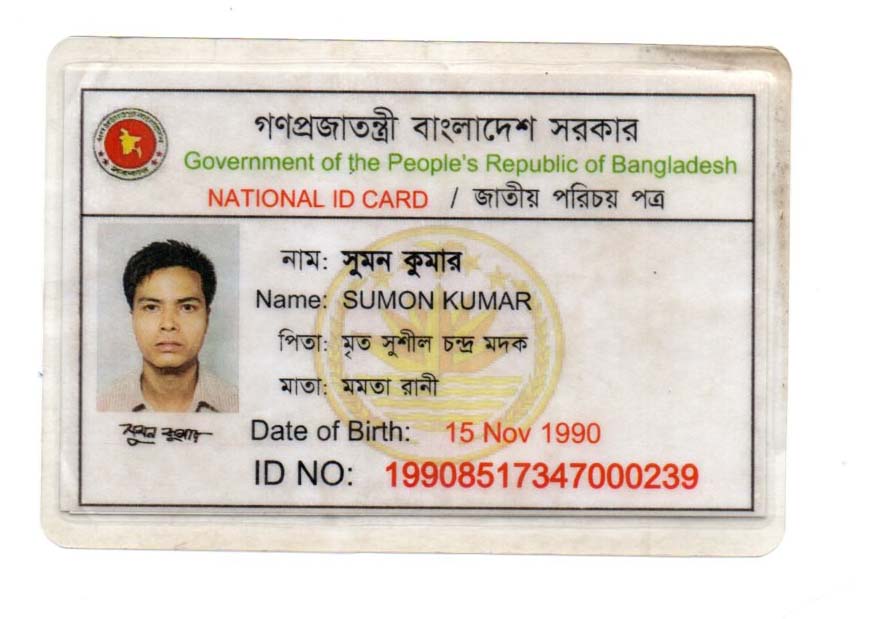 গণপ্রজাতন্ত্রী বাংলাদেশ সরকার
Government of the People's Republic of Bangladesh
NATIONAL ID CARD / জাতীয় পরিচয় পত্র
নাম: সুমন কুমার
Name: SUMON KUMAR
পিতা: মৃত সুশীল চন্দ্র মদক
মাতা: মমতা রানী
সুমন কুমার
Date of Birth: 15 Nov 1990
ID NO: 19908517347000239